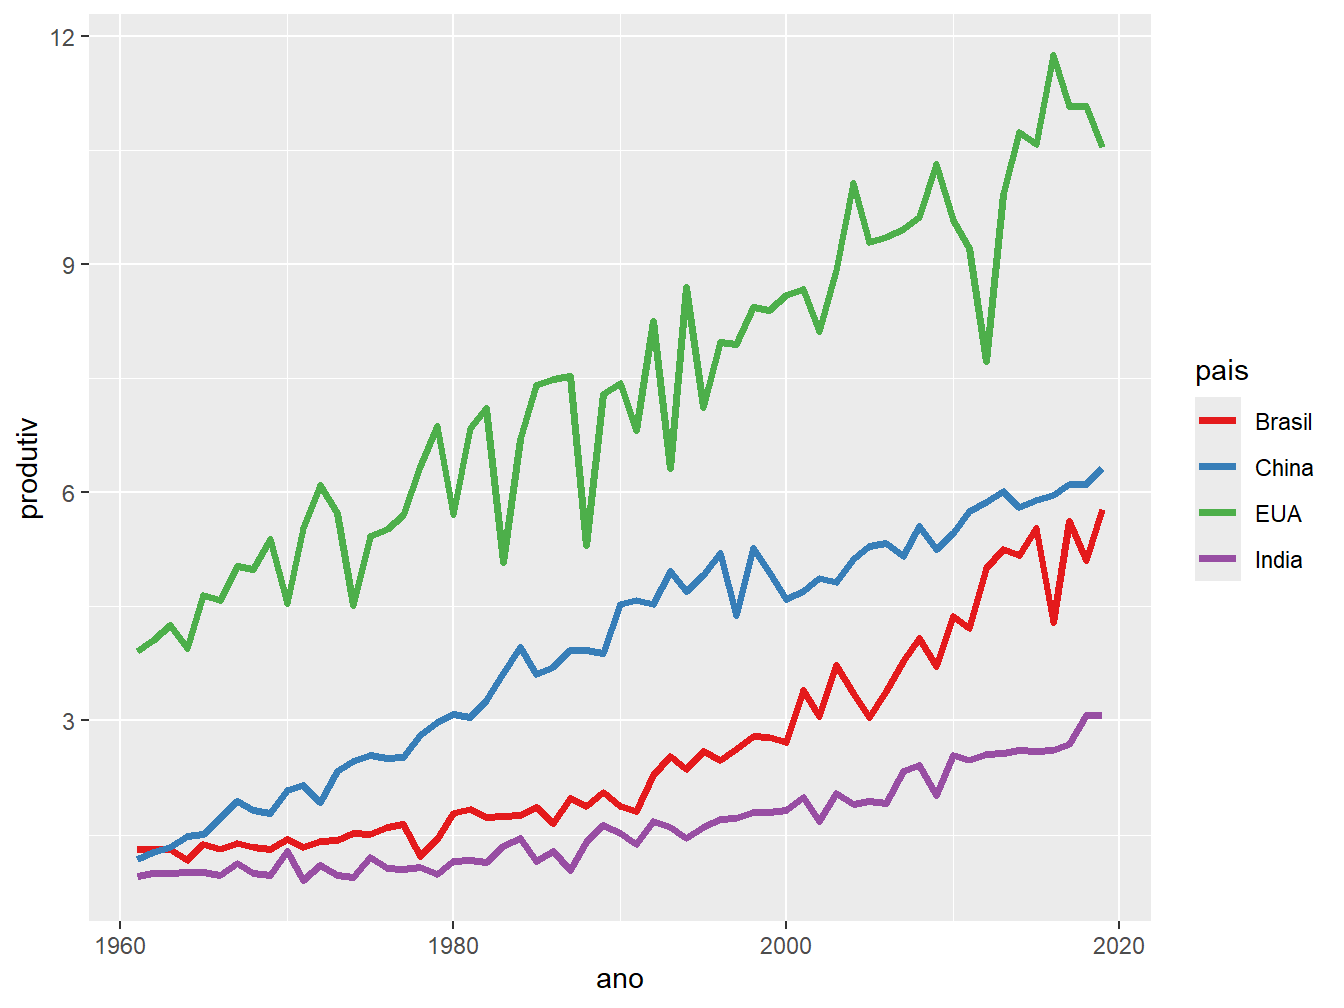 12
9
6
3
produtiv
1960 1980 2000 2020
ano
pais
Brasil
China
EUA
India